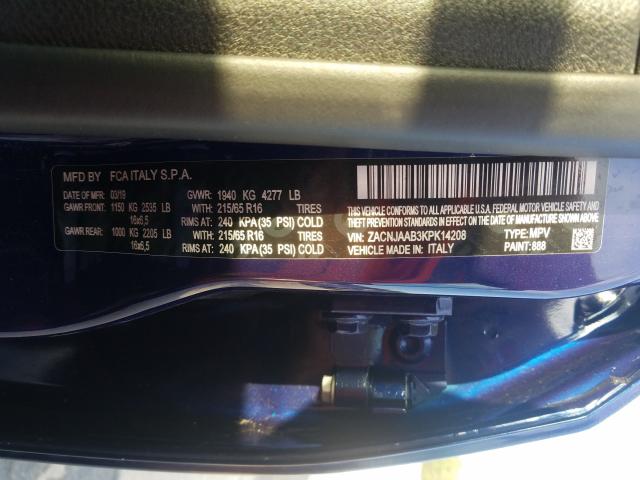 MFD BY FCA ITALY S.P.A.
DATE OF MFR 03/19 GVWR: 1940 KG 4277 LB
GAWR FRONT: 1150 KG 2535 LB WITH: 215/65 R16 TIRES
16x6,5 RIMS AT: 240 KPA(35 PSI) COLD
GAWR REAR: 1000 KG 2205 LB WITH: 215/65 R16 TIRES
16x6,5 RIMS AT: 240 KPA(35 PSI) COLD
THIS VEHICLE CONFORMS TO ALL APPLICABLE U.S.A. FEDERAL MOTOR VEHICLE SAFETY,
BUMPER, AND THEFT PREVENTION STANDARDS IN EFFECT ON THE DATE OF MANUFACTURE SHOWN ABOVE.
VIN: ZACNJAAB3KPK14208 TYPE: MPV
VEHICLE MADE IN: ITALY PAINT: 888